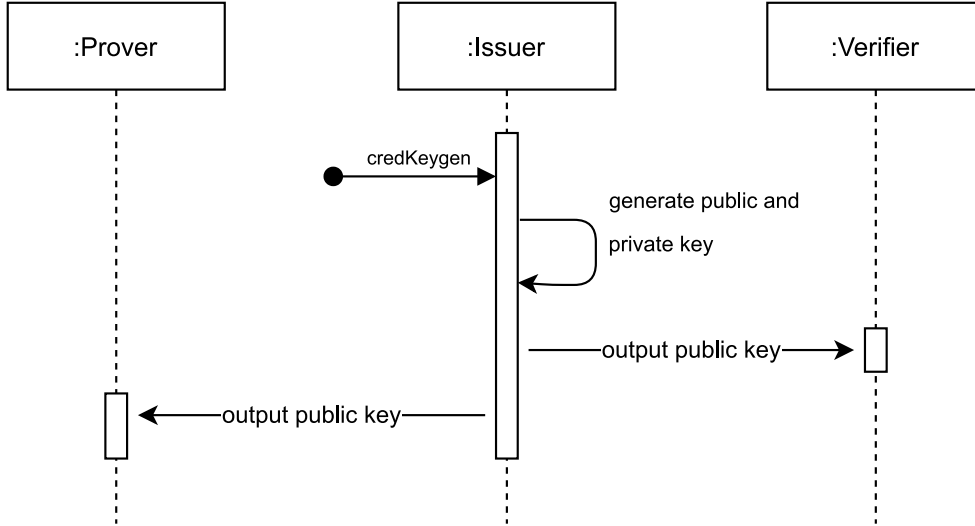 :Prover
:Issuer
:Verifier
credKeygen
generate public and
private key
output public key
output public key